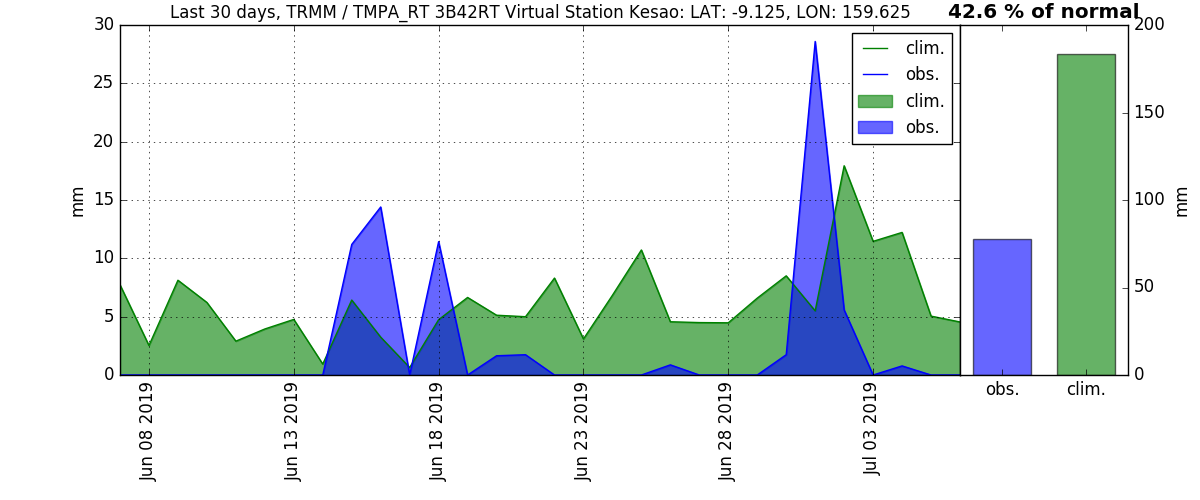 Last 30 days, TRMM / TMPA_RT 3B42RT Virtual Station Kesao: LAT: -9.125, LON: 159.625
42.6 % of normal
30
25
20
15
10
5
0
mm
clim.
obs.
clim.
obs.
Jun 08 2019
Jun 13 2019
Jun 18 2019
Jun 23 2019
Jun 28 2019
Jul 03 2019
200
150
100
50
0
mm
obs.
clim.